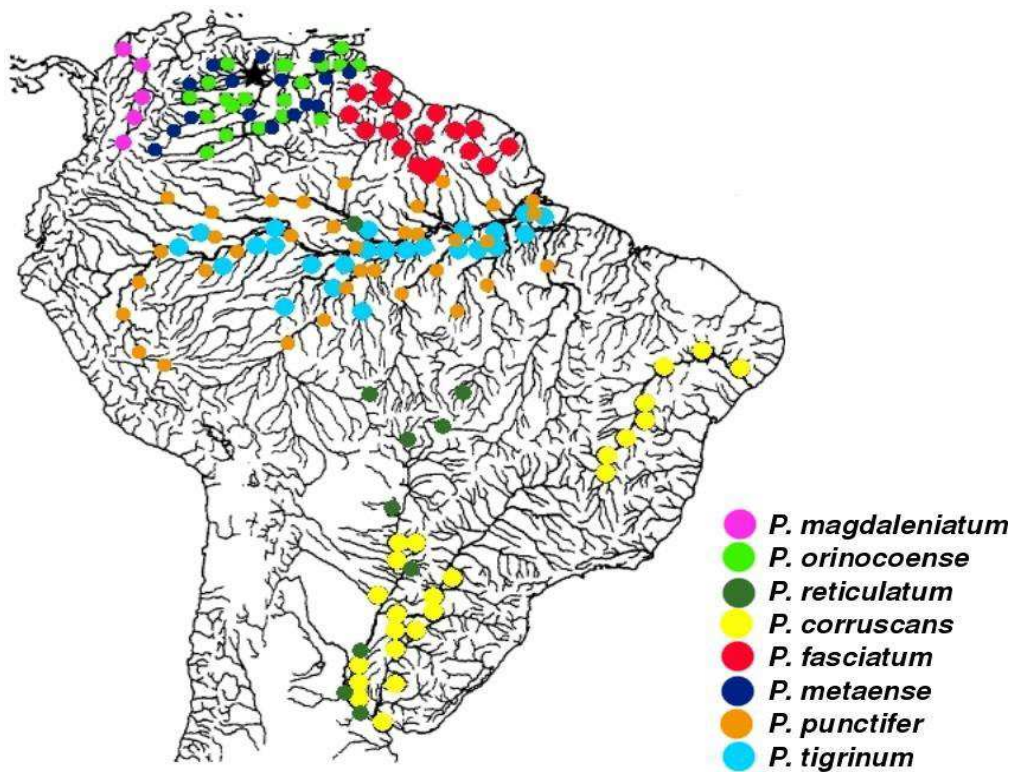 P. magdaleniatum
P. orinocoense
P. reticulatum
P. corruscans
P. fasciatum
P. metaense
P. punctifer
P. tigrinum